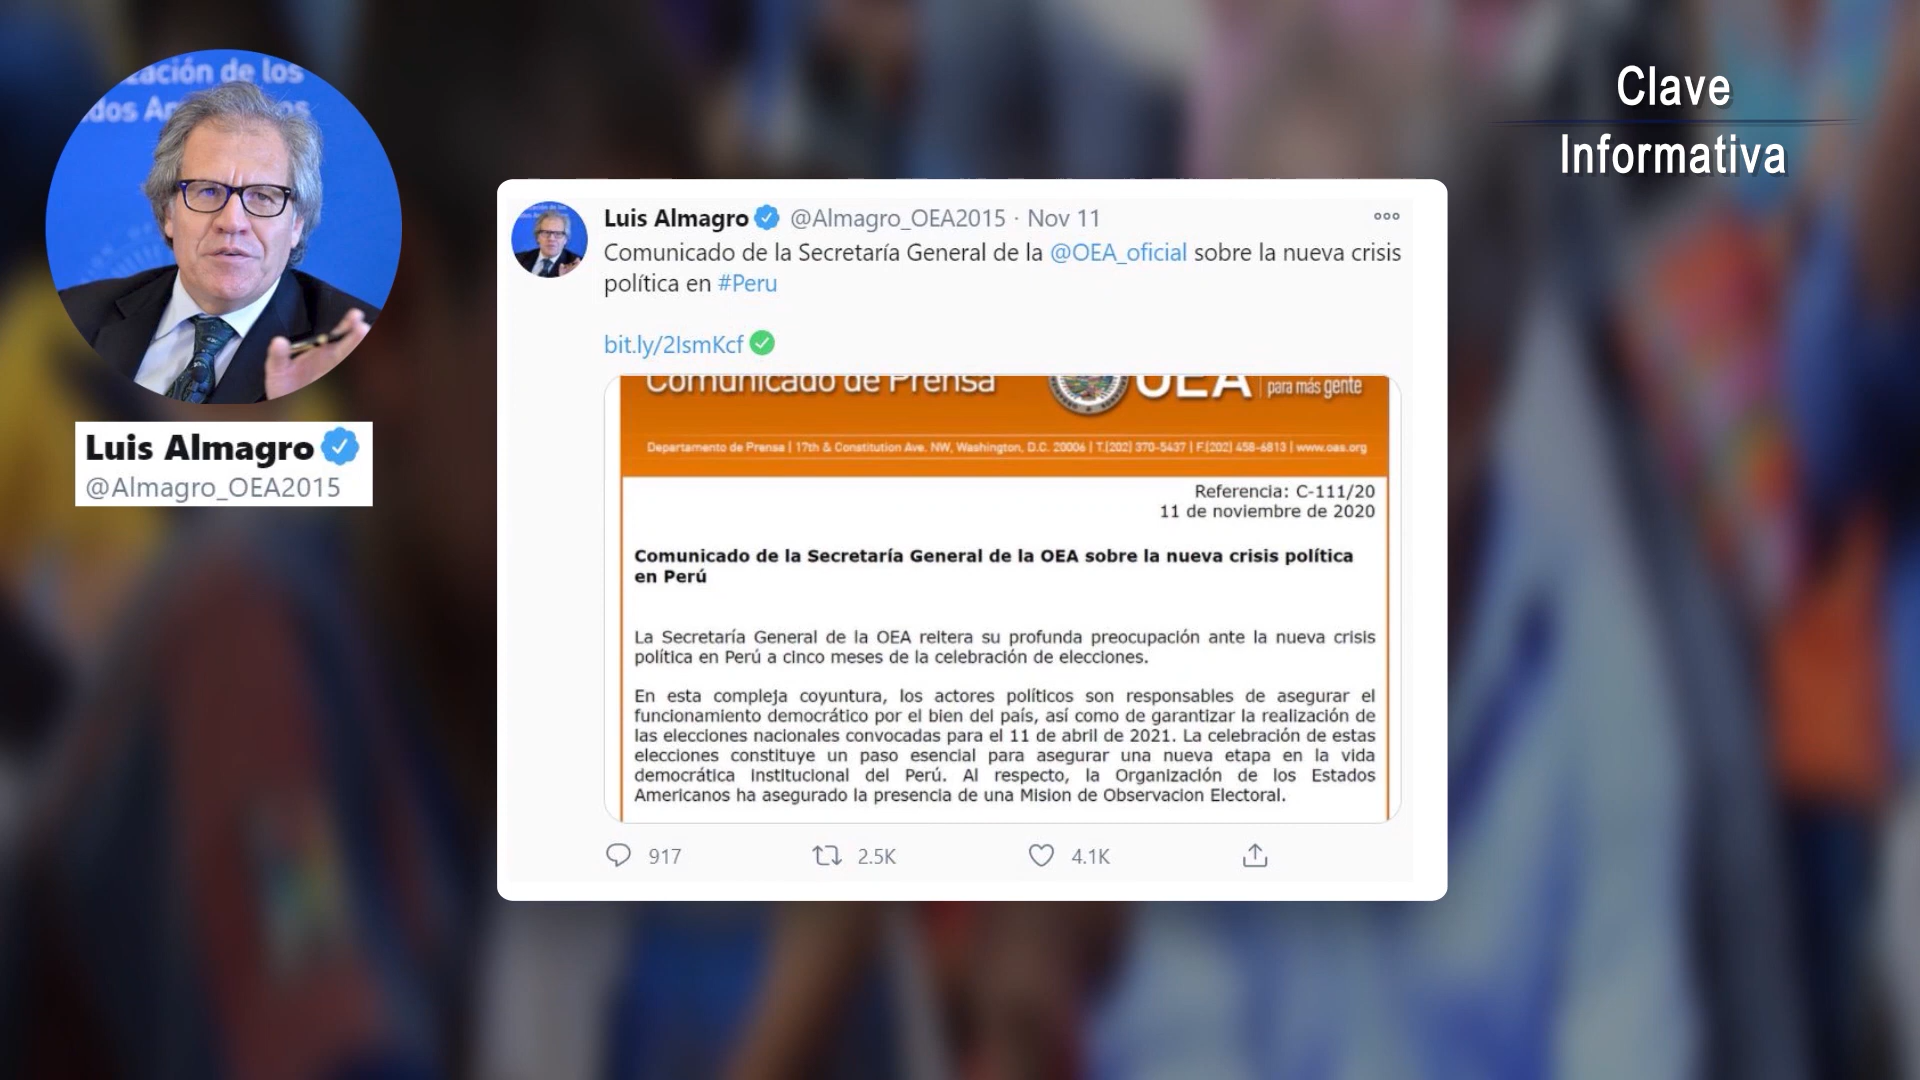 ación de los
dos Am
os
Clave
Informativa
Luis Almagro
@Almagro_OEA2015
Luis Almagro @Almagro_OEA2015 · Nov 11
Comunicado de la Secretaría General de la @OEA_oficial sobre la nueva crisis
política en #Peru
bit.ly/2IsmKcf
Comunicado de Prensa OEA | para más gente
Departamento de Prensa | 17th & Constitution Ave. NW, Washington, D.C. 20006 | T.(202) 370-5437 | F.(202) 458-6813 | www.oas.org
Referencia: C-111/20
11 de noviembre de 2020
Comunicado de la Secretaría General de la OEA sobre la nueva crisis política
en Perú
La Secretaría General de la OEA reitera su profunda preocupación ante la nueva crisis
política en Perú a cinco meses de la celebración de elecciones.
En esta compleja coyuntura, los actores políticos son responsables de asegurar el
funcionamiento democrático por el bien del país, así como de garantizar la realización de
las elecciones nacionales convocadas para el 11 de abril de 2021. La celebración de estas
elecciones constituye un paso esencial para asegurar una nueva etapa en la vida
democrática institucional del Perú. Al respecto, la Organización de los Estados
Americanos ha asegurado la presencia de una Mision de Observacion Electoral.
917 2.5K 4.1K